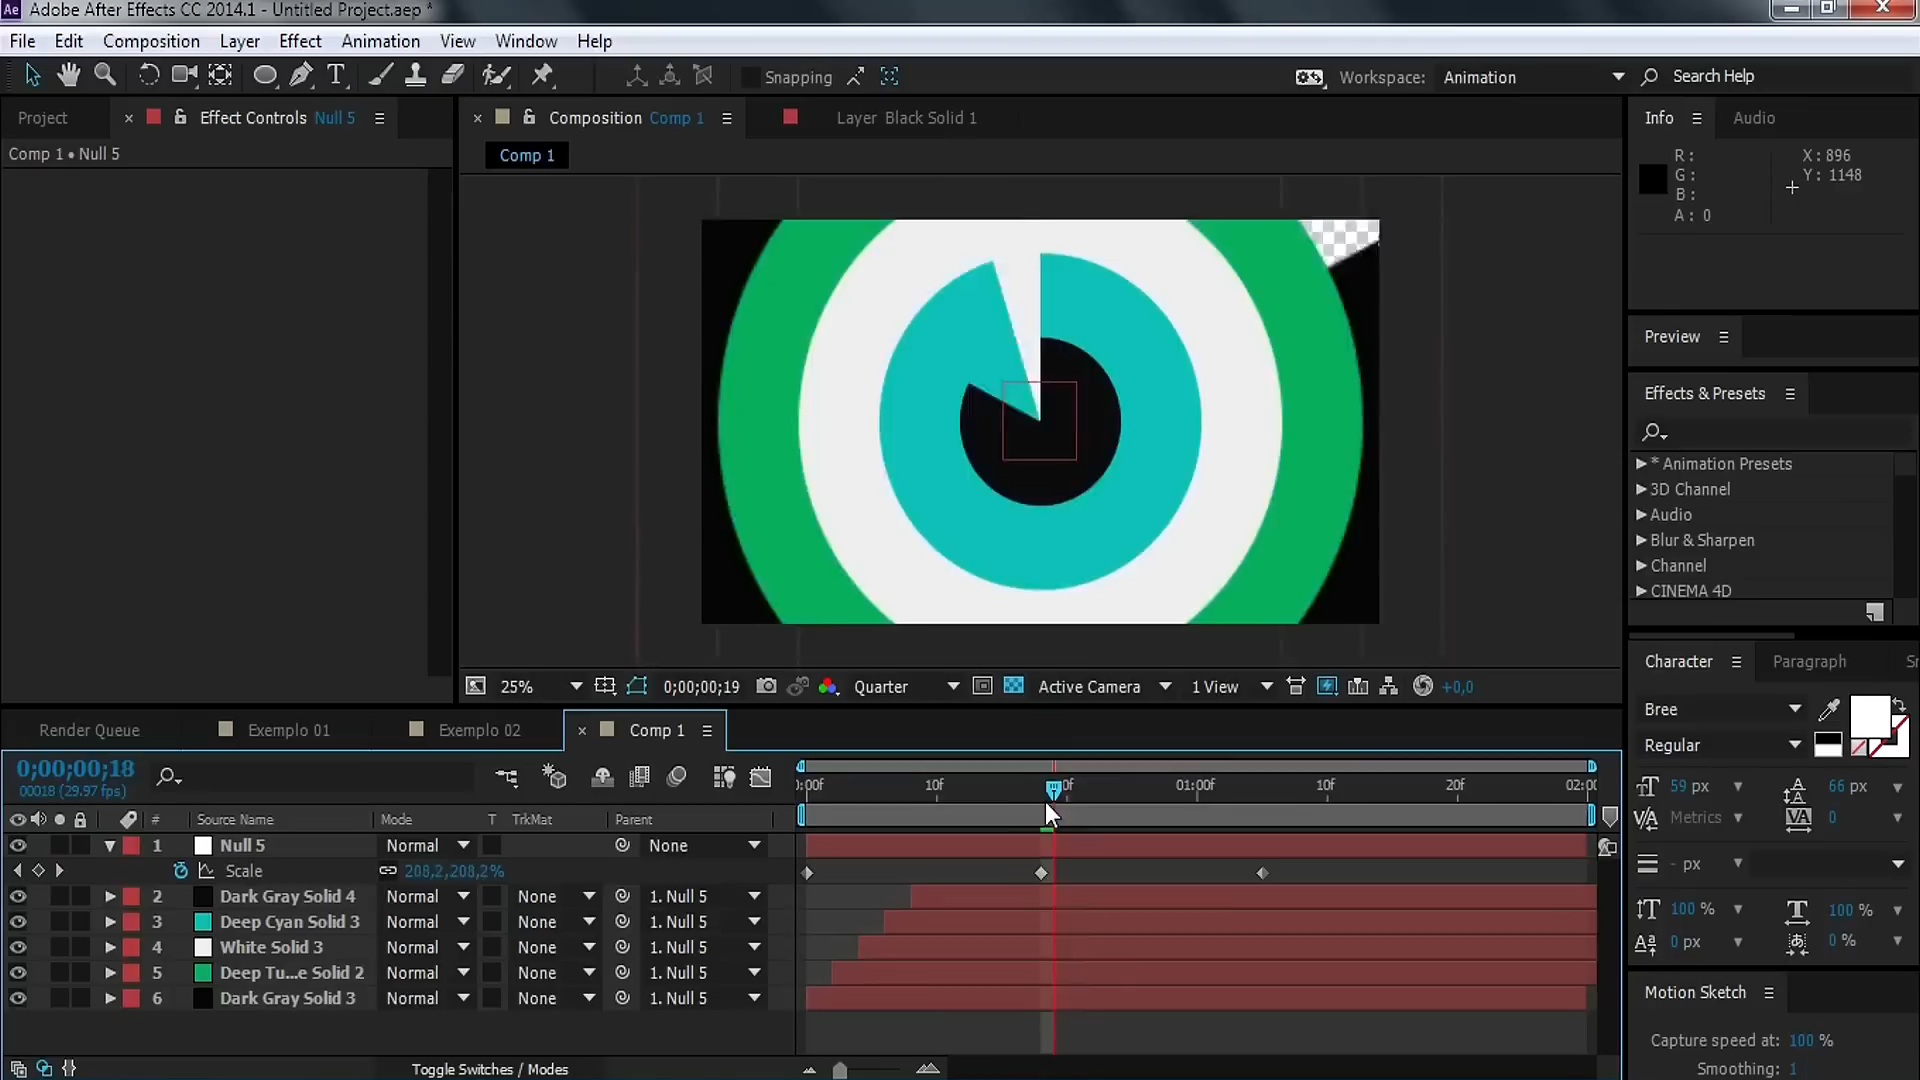 Adobe After Effects CC 2014.1 - Untitled Project.aep *
File Edit Composition Layer Effect Animation View Window Help
Snapping
Workspace: Animation
Search Help
Project
Effect Controls Null 5
Composition Comp 1
Layer Black Solid 1
Info
Audio
Comp 1 • Null 5
Comp 1
R :
G :
B :
A : 0
X : 896
Y : 1148
Preview
Effects & Presets
* Animation Presets
3D Channel
Audio
Blur & Sharpen
Channel
CINEMA 4D
Character
Paragraph
25%
0;00;00;19
Quarter
Active Camera
1 View
+0,0
Bree
Regular
59 px
66 px
Metrics
0
- px
100 %
100 %
0 px
0 %
Motion Sketch
Capture speed at: 100 %
Smoothing: 1
Render Queue
Exemplo 01
Exemplo 02
Comp 1
0;00;00;18
00018 (29.97 fps)
10f
01:00f
10f
20f
# Source Name Mode T TrkMat Parent
1 Null 5 Normal None
Scale 208,2,208,2%
2 Dark Gray Solid 4 Normal None 1. Null 5
3 Deep Cyan Solid 3 Normal None 1. Null 5
4 White Solid 3 Normal None 1. Null 5
5 Deep Tu...e Solid 2 Normal None 1. Null 5
6 Dark Gray Solid 3 Normal None 1. Null 5
Toggle Switches / Modes